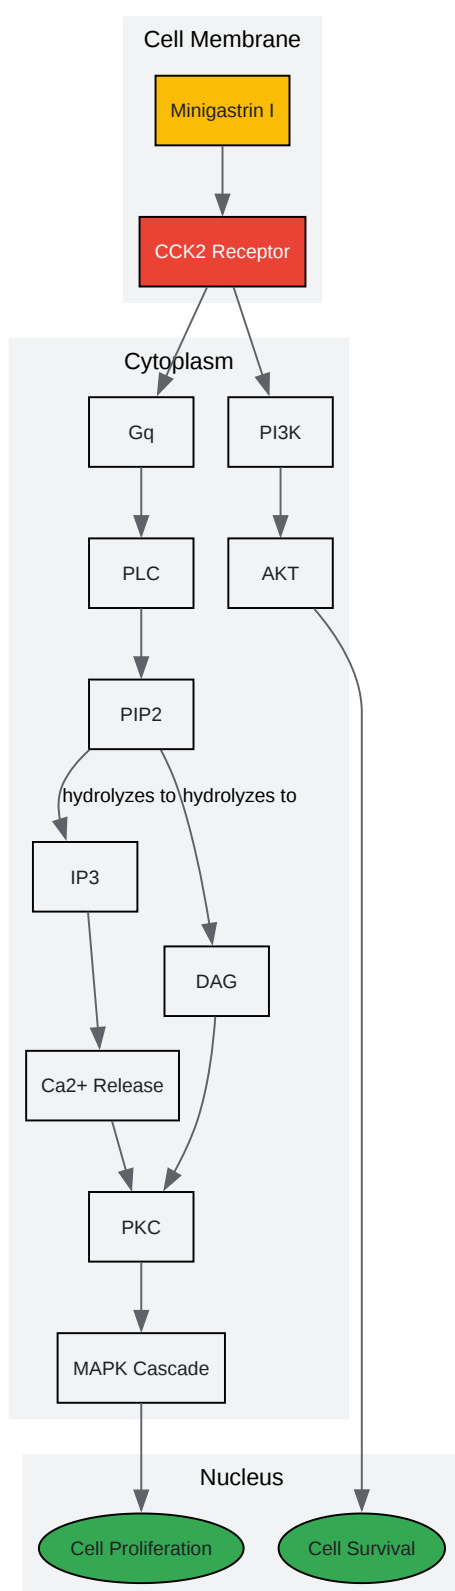 Cell Membrane
Minigastrin I
CCK2 Receptor
Cytoplasm
Gq
PI3K
PLC
AKT
PIP2
hydrolyzes to
hydrolyzes to
IP3
DAG
Ca2+ Release
PKC
MAPK Cascade
Nucleus
Cell Proliferation
Cell Survival